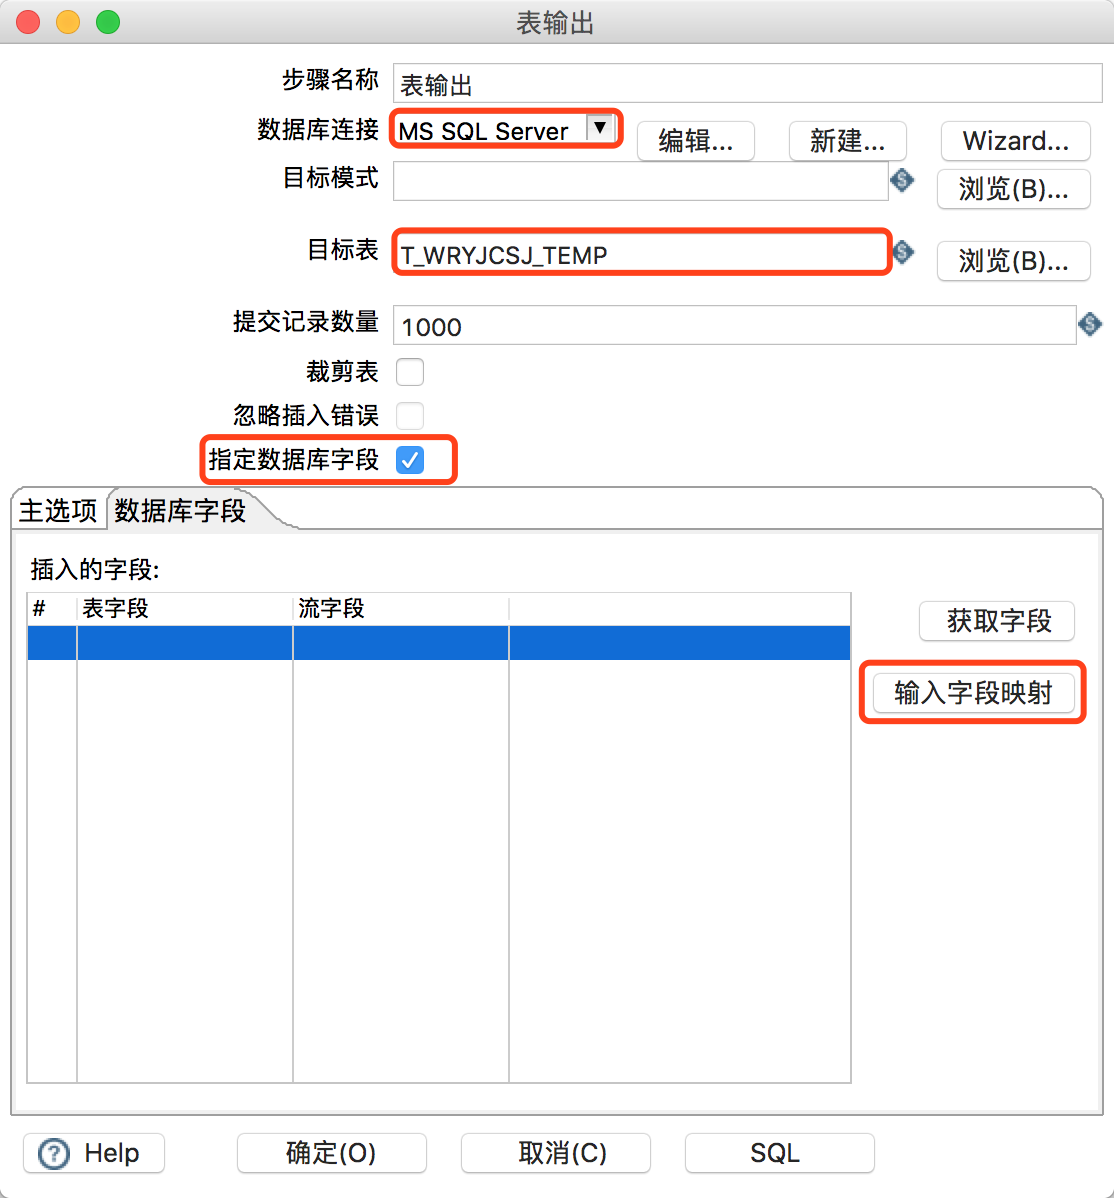 表输出
步骤名称 表输出
数据库连接 MS SQL Server 编辑... 新建... Wizard...
目标模式 浏览(B)...
目标表 T_WRYJCSJ_TEMP 浏览(B)...
提交记录数量 1000
裁剪表
忽略插入错误
指定数据库字段
主选项 数据库字段
插入的字段:
# 表字段 流字段
获取字段
输入字段映射
Help 确定(O) 取消(C) SQL